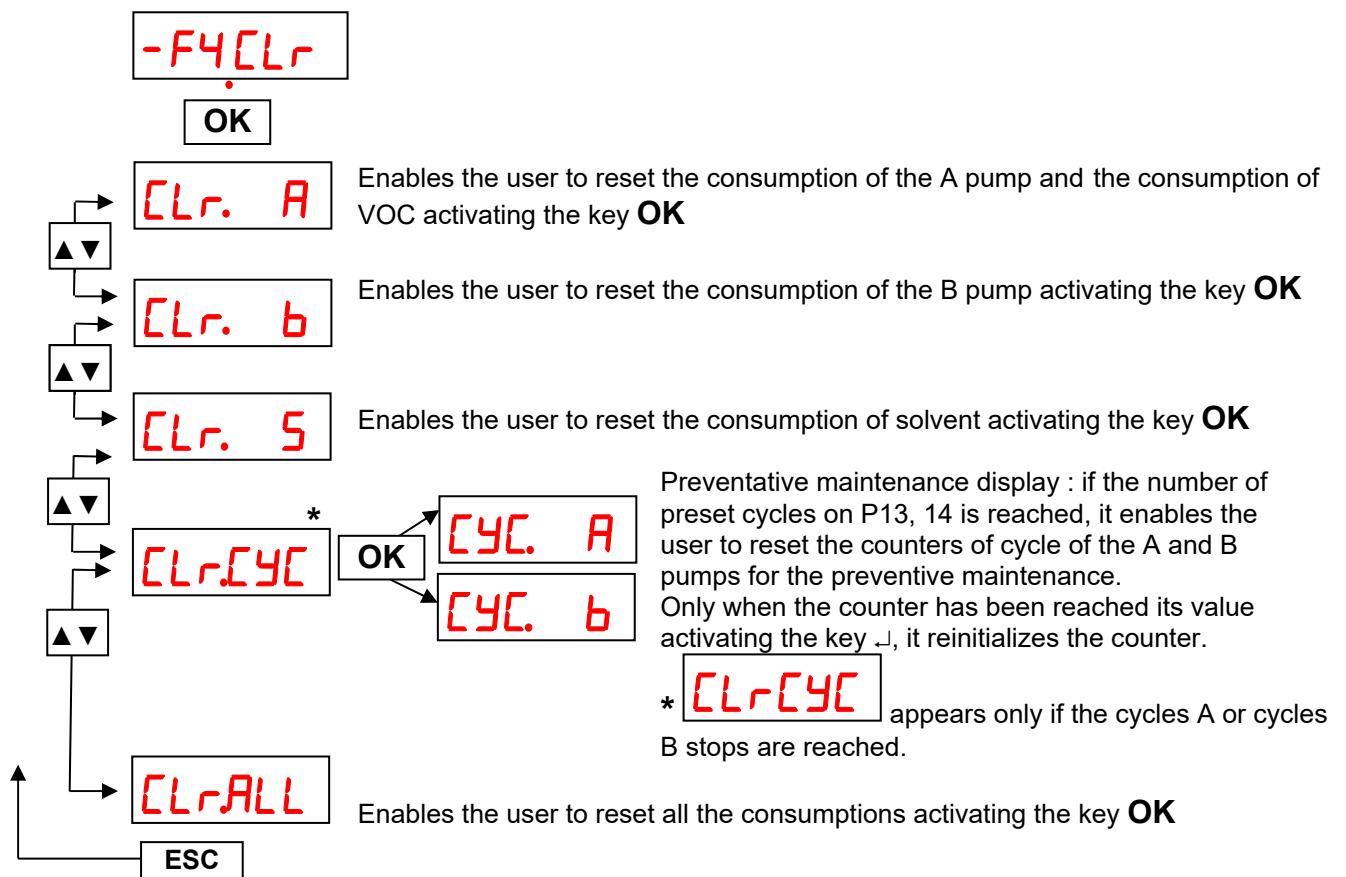 -F4CLr
OK
CLr. A
Enables the user to reset the consumption of the A pump and the consumption of
VOC activating the key OK
▲▼
CLr. b
Enables the user to reset the consumption of the B pump activating the key OK
▲▼
CLr. S
Enables the user to reset the consumption of solvent activating the key OK
▲▼
*
CLr.CYC
OK
CYC. A
CYC. b
Preventative maintenance display : if the number of
preset cycles on P13, 14 is reached, it enables the
user to reset the counters of cycle of the A and B
pumps for the preventive maintenance.
Only when the counter has been reached its value
activating the key ↵, it reinitializes the counter.
▲▼
* CLrCYC appears only if the cycles A or cycles
B stops are reached.
CLr.ALL
Enables the user to reset all the consumptions activating the key OK
ESC